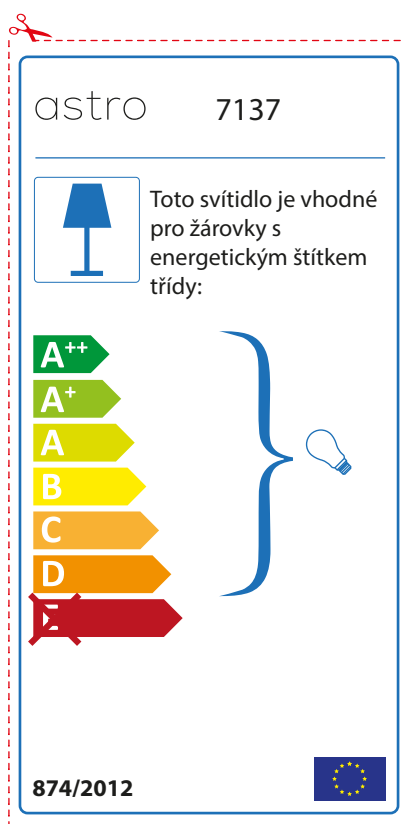 astro 7137
Toto svítidlo je vhodné
pro žárovky s
energetickým štítkem
třídy:
A++
A+
A
B
C
D
E
874/2012